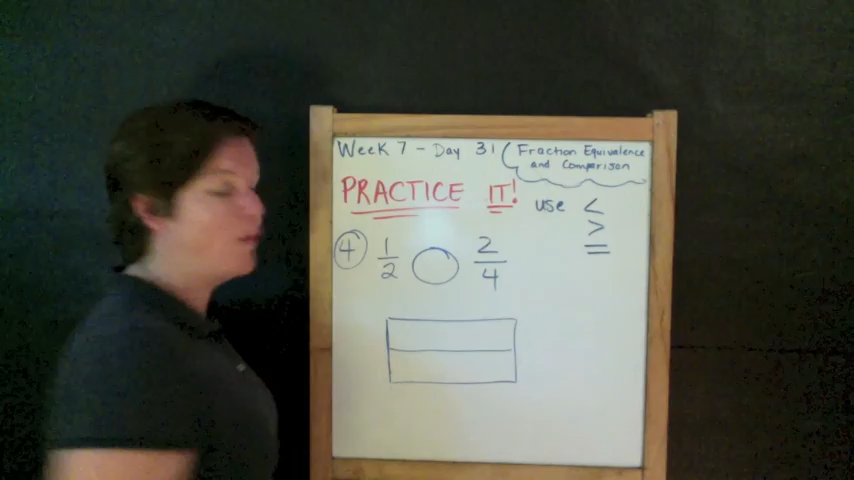 Week 7 - Day 31
Fraction Equivalence
and Comparison
PRACTICE IT!
use <
>
=
4 1/2 ○ 2/4